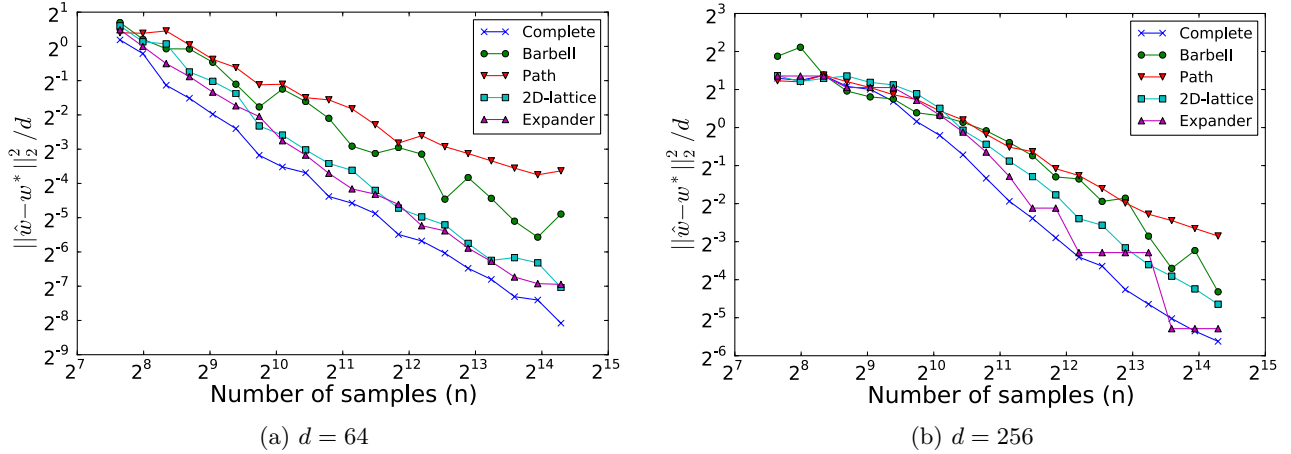 2^1
2^0
2^-1
2^-2
2^-3
2^-4
2^-5
2^-6
2^-7
2^-8
2^-9
||ŵ−w*||₂²/d
Complete
Barbell
Path
2D-lattice
Expander
2^7 2^8 2^9 2^10 2^11 2^12 2^13 2^14 2^15
Number of samples (n)
(a) d = 64
2^3
2^2
2^1
2^0
2^-1
2^-2
2^-3
2^-4
2^-5
2^-6
||ŵ−w*||₂²/d
Complete
Barbell
Path
2D-lattice
Expander
2^7 2^8 2^9 2^10 2^11 2^12 2^13 2^14 2^15
Number of samples (n)
(b) d = 256